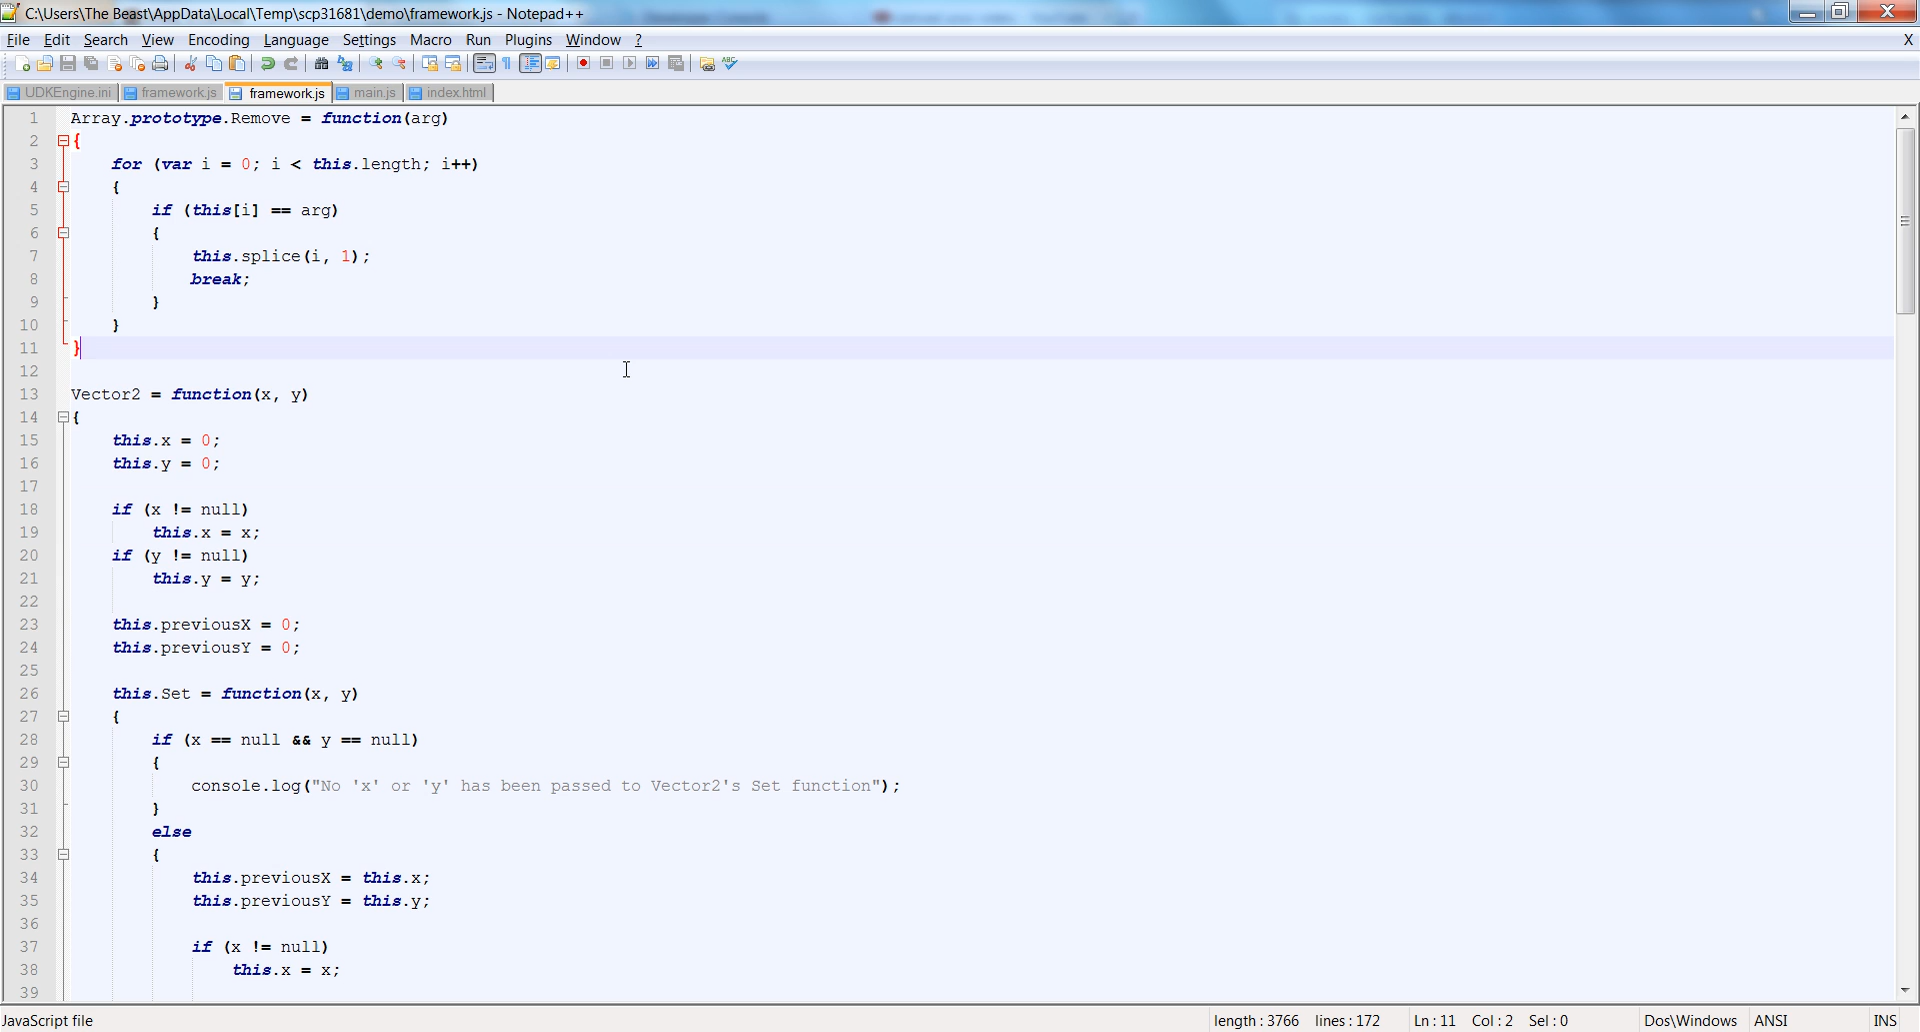 C:\Users\The Beast\AppData\Local\Temp\scp31681\demo\framework.js - Notepad++
File Edit Search View Encoding Language Settings Macro Run Plugins Window ? X
UDKEngine.ini framework.js framework.js main.js index.html
1 Array.prototype.Remove = function(arg)
2 {
3     for (var i = 0; i < this.length; i++)
4     {
5         if (this[i] == arg)
6         {
7             this.splice(i, 1);
8             break;
9         }
10     }
11 }
12
13 Vector2 = function(x, y)
14 {
15     this.x = 0;
16     this.y = 0;
17
18     if (x != null)
19         this.x = x;
20     if (y != null)
21         this.y = y;
22
23     this.previousX = 0;
24     this.previousY = 0;
25
26     this.Set = function(x, y)
27     {
28         if (x == null && y == null)
29         {
30             console.log("No 'x' or 'y' has been passed to Vector2's Set function");
31         }
32         else
33         {
34             this.previousX = this.x;
35             this.previousY = this.y;
36
37             if (x != null)
38                 this.x = x;
39
JavaScript file length : 3766 lines : 172 Ln : 11 Col : 2 Sel : 0 Dos\Windows ANSI INS